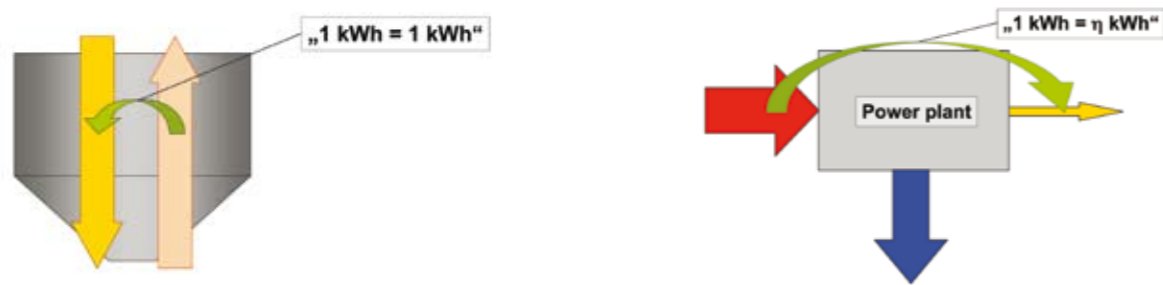 „1 kWh = 1 kWh“
„1 kWh = η kWh“
Power plant